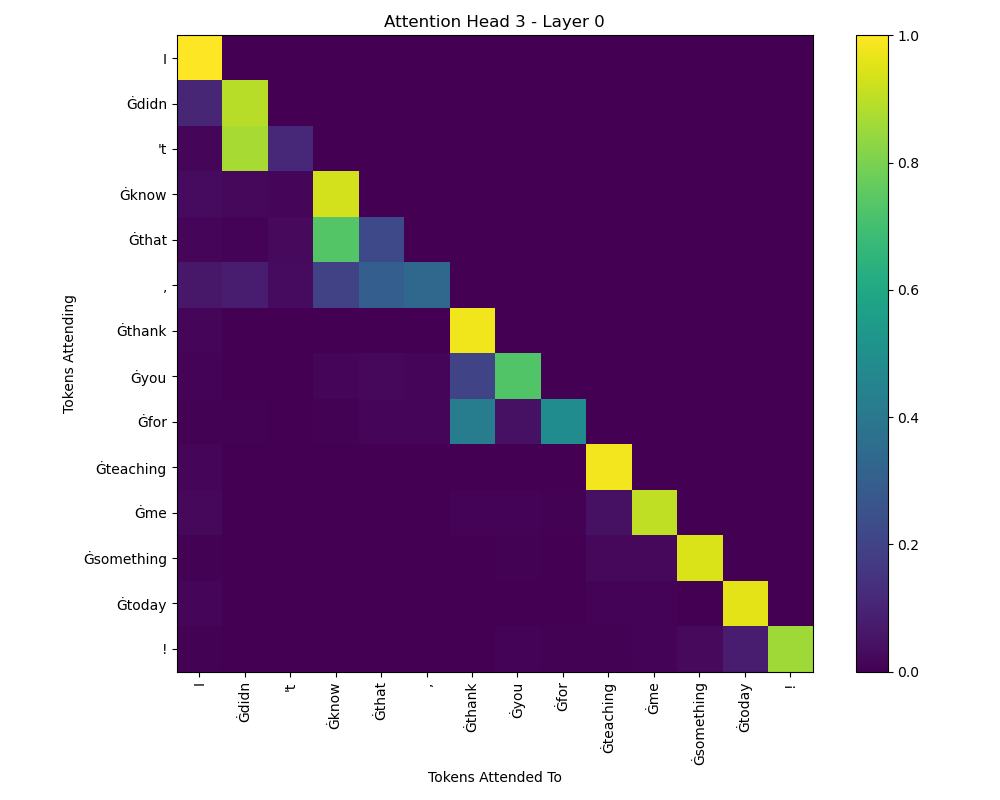 Attention Head 3 - Layer 0
I
Ġdidn
't
Ġknow
Ġthat
,
Ġthank
Ġyou
Ġfor
Ġteaching
Ġme
Ġsomething
Ġtoday
!
Tokens Attending
I
Ġdidn
't
Ġknow
Ġthat
,
Ġthank
Ġyou
Ġfor
Ġteaching
Ġme
Ġsomething
Ġtoday
!
Tokens Attended To
1.0
0.8
0.6
0.4
0.2
0.0